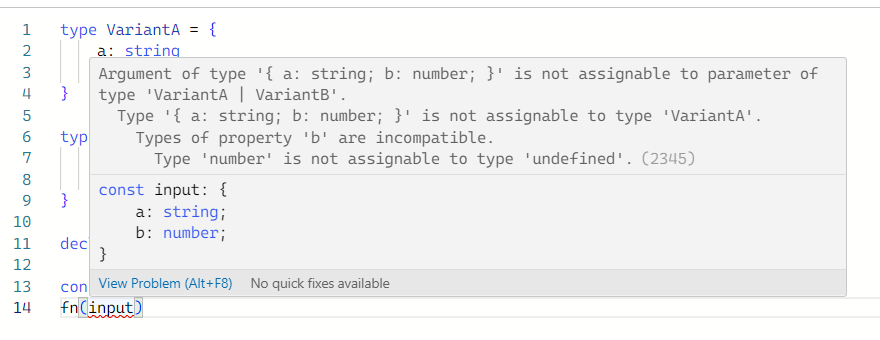 1 type VariantA = {
2 a: string
3 Argument of type '{ a: string; b: number; }' is not assignable to parameter of
4 } type 'VariantA | VariantB'.
5 Type '{ a: string; b: number; }' is not assignable to type 'VariantA'.
6 typ Types of property 'b' are incompatible.
7 Type 'number' is not assignable to type 'undefined'. (2345)
8
9 } const input: {
10 a: string;
11 dec b: number;
12 }
13 con View Problem (Alt+F8) No quick fixes available
14 fn(input)